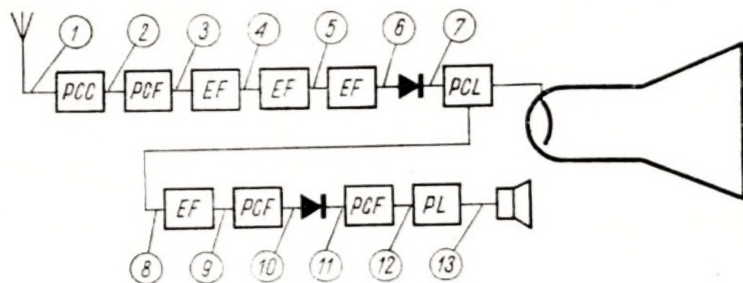 1 2 3 4 5 6 7
PCC PCF EF EF EF PCL
EF PCF PCF PL
8 9 10 11 12 13